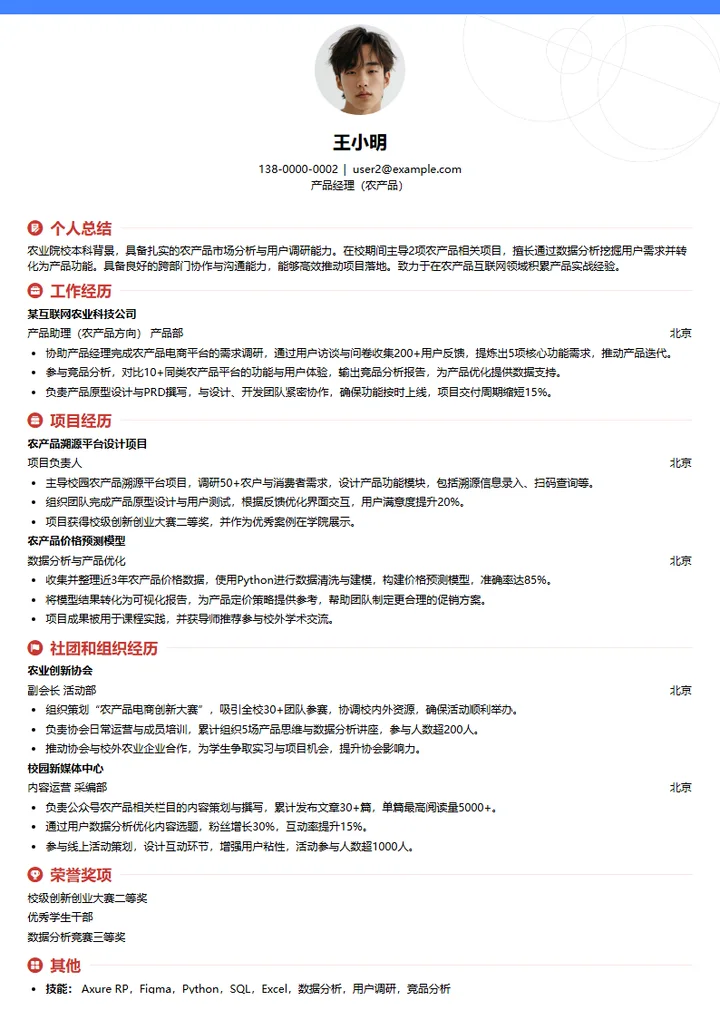 王小明
138-0000-0002 | user2@example.com
产品经理（农产品）
个人总结
农业院校本科背景，具备扎实的农产品市场分析与用户调研能力。在校期间主导2项农产品相关项目，擅长通过数据分析挖掘用户需求并转
化为产品功能。具备良好的跨部门协作与沟通能力，能够高效推动项目落地。致力于在农产品互联网领域积累产品实战经验。
工作经历
某互联网农业科技公司
产品助理（农产品方向） 产品部 北京
• 协助产品经理完成农产品电商平台的需求调研，通过用户访谈与问卷收集200+用户反馈，提炼出5项核心功能需求，推动产品迭代。
• 参与竞品分析，对比10+同类农产品平台的功能与用户体验，输出竞品分析报告，为产品优化提供数据支持。
• 负责产品原型设计与PRD撰写，与设计、开发团队紧密协作，确保功能按时上线，项目交付周期缩短15%。
项目经历
农产品溯源平台设计项目
项目负责人 北京
• 主导校园农产品溯源平台项目，调研50+农户与消费者需求，设计产品功能模块，包括溯源信息录入、扫码查询等。
• 组织团队完成产品原型设计与用户测试，根据反馈优化界面交互，用户满意度提升20%。
• 项目获得校级创新创业大赛二等奖，并作为优秀案例在学院展示。
农产品价格预测模型
数据分析与产品优化 北京
• 收集并整理近3年农产品价格数据，使用Python进行数据清洗与建模，构建价格预测模型，准确率达85%。
• 将模型结果转化为可视化报告，为产品定价策略提供参考，帮助团队制定更合理的促销方案。
• 项目成果被用于课程实践，并获导师推荐参与校外学术交流。
社团和组织经历
农业创新协会
副会长 活动部 北京
• 组织策划“农产品电商创新大赛”，吸引全校30+团队参赛，协调校内外资源，确保活动顺利举办。
• 负责协会日常运营与成员培训，累计组织5场产品思维与数据分析讲座，参与人数超200人。
• 推动协会与校外农业企业合作，为学生争取实习与项目机会，提升协会影响力。
校园新媒体中心
内容运营 采编部 北京
• 负责公众号农产品相关栏目的内容策划与撰写，累计发布文章30+篇，单篇最高阅读量5000+。
• 通过用户数据分析优化内容选题，粉丝增长30%，互动率提升15%。
• 参与线上活动策划，设计互动环节，增强用户粘性，活动参与人数超1000人。
荣誉奖项
校级创新创业大赛二等奖
优秀学生干部
数据分析竞赛三等奖
其他
• 技能： Axure RP，Figma，Python，SQL，Excel，数据分析，用户调研，竞品分析